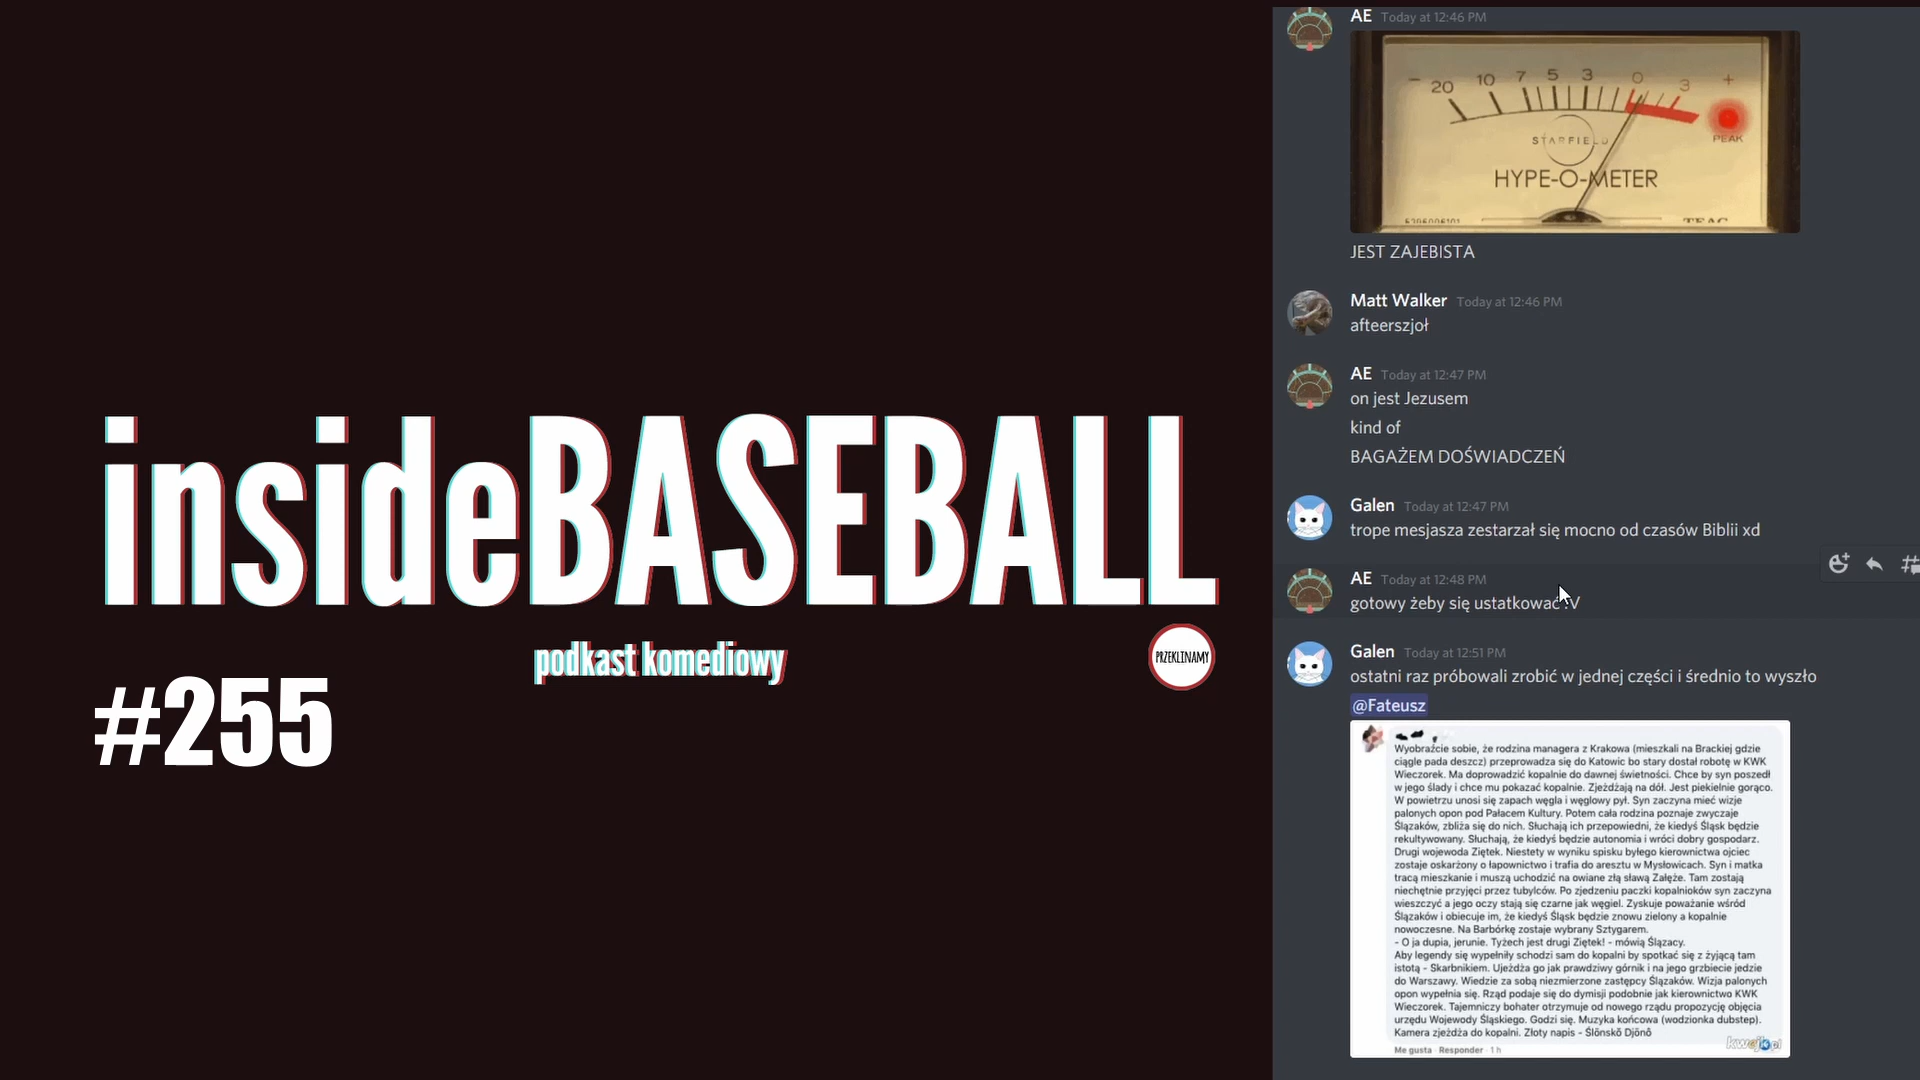 insideBASEBALL
podkast komediowy
PRZEKLINAMY
#255
AE Today at 12:46 PM
- 20 10 7 5 3 0 3 +
PEAK
STARFIELD
HYPE-O-METER
TEAC
JEST ZAJEBISTA
Matt Walker Today at 12:46 PM
afteerszjoł
AE Today at 12:47 PM
on jest Jezusem
kind of
BAGAŻEM DOŚWIADCZEŃ
Galen Today at 12:47 PM
trope mesjasza zestarzał się mocno od czasów Biblii xd
AE Today at 12:48 PM
gotowy żeby się ustatkować :V
Galen Today at 12:51 PM
ostatni raz próbowali zrobić w jednej części i średnio to wyszło
@Fateusz
Wyobraźcie sobie, że rodzina managera z Krakowa (mieszkali na Brackiej gdzie
ciągle pada deszcz) przeprowadza się do Katowic bo stary dostał robotę w KWK
Wieczorek. Ma doprowadzić kopalnie do dawnej świetności. Chce by syn poszedł
w jego ślady i chce mu pokazać kopalnie. Zjeżdżają na dół. Jest piekielnie gorąco.
W powietrzu unosi się zapach węgla i węglowy pył. Syn zaczyna mieć wizje
palonych opon pod Pałacem Kultury. Potem cała rodzina poznaje zwyczaje
Ślązaków, zbliża się do nich. Słuchają ich przepowiedni, że kiedyś Śląsk będzie
rekultywowany. Słuchają, że kiedyś będzie autonomia i wróci dobry gospodarz.
Drugi wojewoda Ziętek. Niestety w wyniku spisku byłego kierownictwa ojciec
zostaje oskarżony o łapownictwo i trafia do aresztu w Mysłowicach. Syn i matka
tracą mieszkanie i muszą uchodzić na owiane złą sławą Załęże. Tam zostają
niechętnie przyjęci przez tubylców. Po zjedzeniu paczki kopalnioków syn zaczyna
wieszczyć a jego oczy stają się czarne jak węgiel. Zyskuje poważanie wśród
Ślązaków i obiecuje im, że kiedyś Śląsk będzie znowu zielony a kopalnie
nowoczesne. Na Barbórkę zostaje wybrany Sztygarem.
- O ja dupia, jerunie. Tyżech jest drugi Ziętek! - mówią Ślązacy.
Aby legendy się wypełniły schodzi sam do kopalni by spotkać się z żyjącą tam
istotą - Skarbnikiem. Ujeżdża go jak prawdziwy górnik i na jego grzbiecie jedzie
do Warszawy. Wiedzie za sobą niezmierzone zastępcy Ślązaków. Wizja palonych
opon wypełnia się. Rząd podaje się do dymisji podobnie jak kierownictwo KWK
Wieczorek. Tajemniczy bohater otrzymuje od nowego rządu propozycję objęcia
urzędu Wojewody Śląskiego. Godzi się. Muzyka końcowa (wodzionka dubstep).
Kamera zjeżdża do kopalni. Złoty napis - Ślōnskŏ Djōnŏ
Me gusta · Responder · 1 h
kwejk.pl